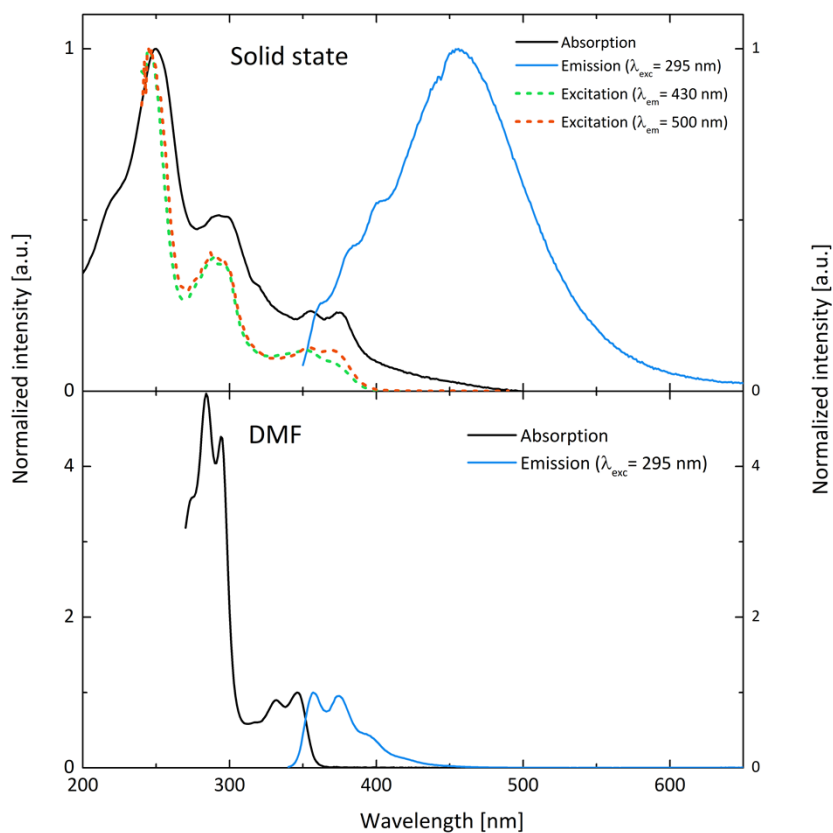 Solid state
Absorption
Emission (λexc= 295 nm)
Excitation (λem= 430 nm)
Excitation (λem= 500 nm)
1
0
1
0
Normalized intensity [a.u.]
Normalized intensity [a.u.]
DMF
Absorption
Emission (λexc= 295 nm)
4
2
0
4
2
0
200 300 400 500 600
Wavelength [nm]